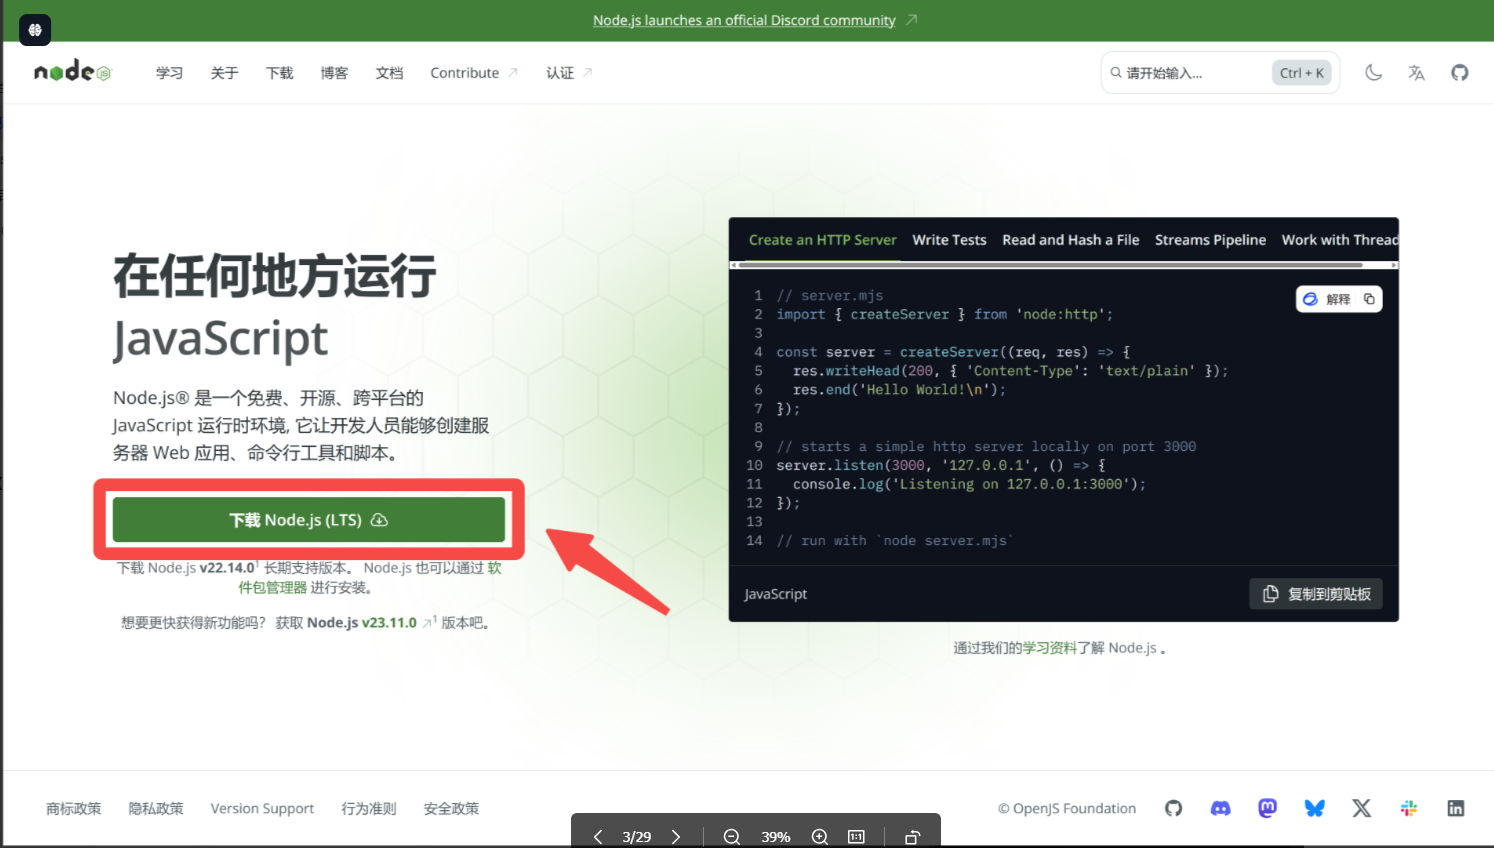 Node.js launches an official Discord community
node
学习 关于 下载 博客 文档 Contribute 认证
请开始输入... Ctrl + K
在任何地方运行
JavaScript
Node.js® 是一个免费、开源、跨平台的
JavaScript 运行时环境, 它让开发人员能够创建服
务器 Web 应用、命令行工具和脚本。
下载 Node.js (LTS)
下载 Node.js v22.14.0¹ 长期支持版本。 Node.js 也可以通过 软
件包管理器 进行安装。
想要更快获得新功能吗? 获取 Node.js v23.11.0 ¹ 版本吧。
Create an HTTP Server Write Tests Read and Hash a File Streams Pipeline Work with Thread
解释
1 // server.mjs
2 import { createServer } from 'node:http';
3
4 const server = createServer((req, res) => {
5   res.writeHead(200, { 'Content-Type': 'text/plain' });
6   res.end('Hello World!\n');
7 });
8
9 // starts a simple http server locally on port 3000
10 server.listen(3000, '127.0.0.1', () => {
11   console.log('Listening on 127.0.0.1:3000');
12 });
13
14 // run with `node server.mjs`
JavaScript 复制到剪贴板
通过我们的学习资料了解 Node.js 。
商标政策 隐私政策 Version Support 行为准则 安全政策
© OpenJS Foundation
3/29 39% 1:1